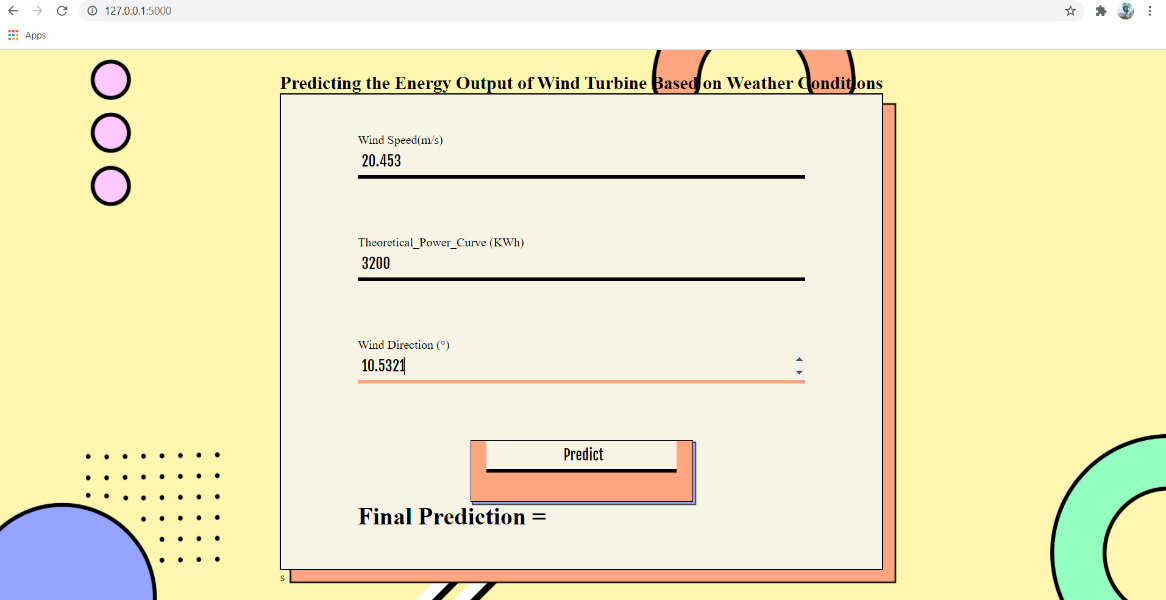 127.0.0.1:5000
Apps
Predicting the Energy Output of Wind Turbine Based on Weather Conditions
Wind Speed(m/s)
20.453
Theoretical_Power_Curve (KWh)
3200
Wind Direction (°)
10.5321
Predict
Final Prediction =
s